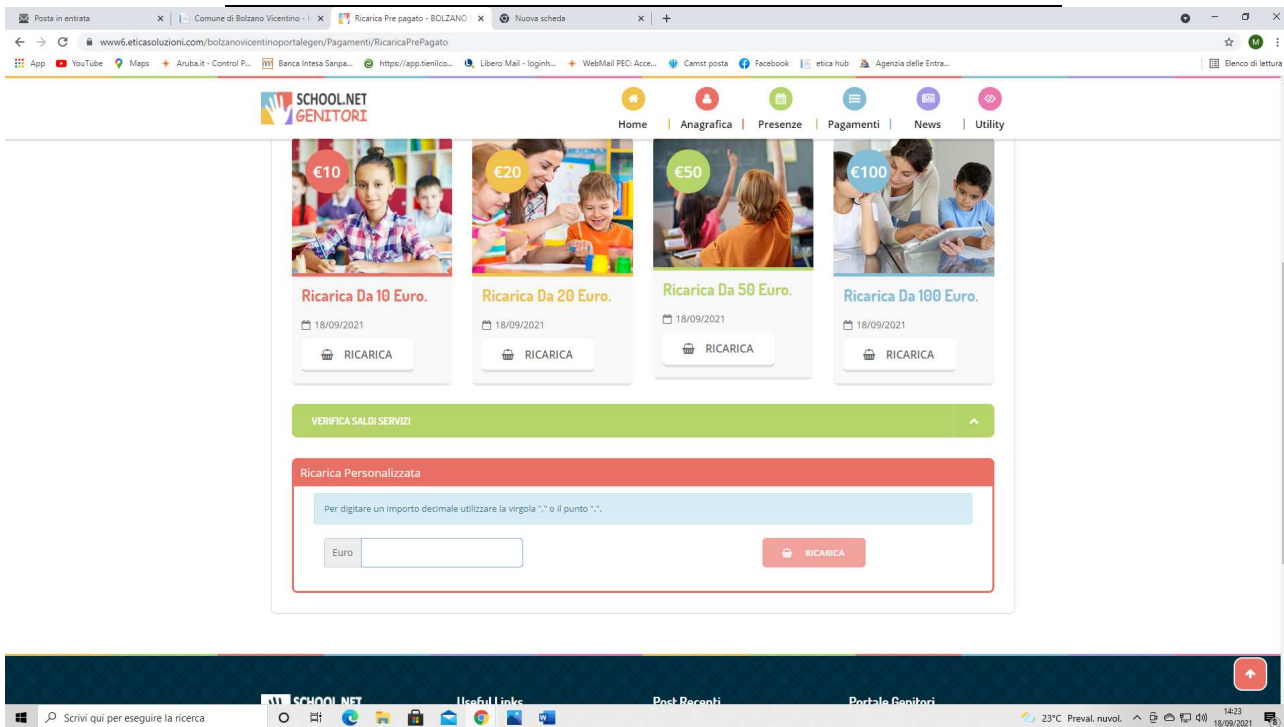 Posta in entrata
Comune di Bolzano Vicentino -
Ricarica Pre pagato - BOLZANO
Nuova scheda
www6.eticasoluzioni.com/bolzanovicentinoportalegen/Pagamenti/RicaricaPrePagato
App YouTube Maps Aruba.it - Control P... Banca Intesa Sanpa... https://app.tienilco... Libero Mail - loginh... WebMail PEC: Acce... Camst posta Facebook etica hub Agenzia delle Entra... Elenco di lettura
SCHOOL.NET
GENITORI
Home Anagrafica Presenze Pagamenti News Utility
€10 €20 €50 €100
Ricarica Da 10 Euro. Ricarica Da 20 Euro. Ricarica Da 50 Euro. Ricarica Da 100 Euro.
18/09/2021 18/09/2021 18/09/2021 18/09/2021
RICARICA RICARICA RICARICA RICARICA
VERIFICA SALDI SERVIZI
Ricarica Personalizzata
Per digitare un importo decimale utilizzare la virgola "," o il punto ".".
Euro RICARICA
SCHOOL.NET Useful Links Post Recenti Portale Genitori
Scrivi qui per eseguire la ricerca
23°C Preval. nuvol.
14:23
18/09/2021